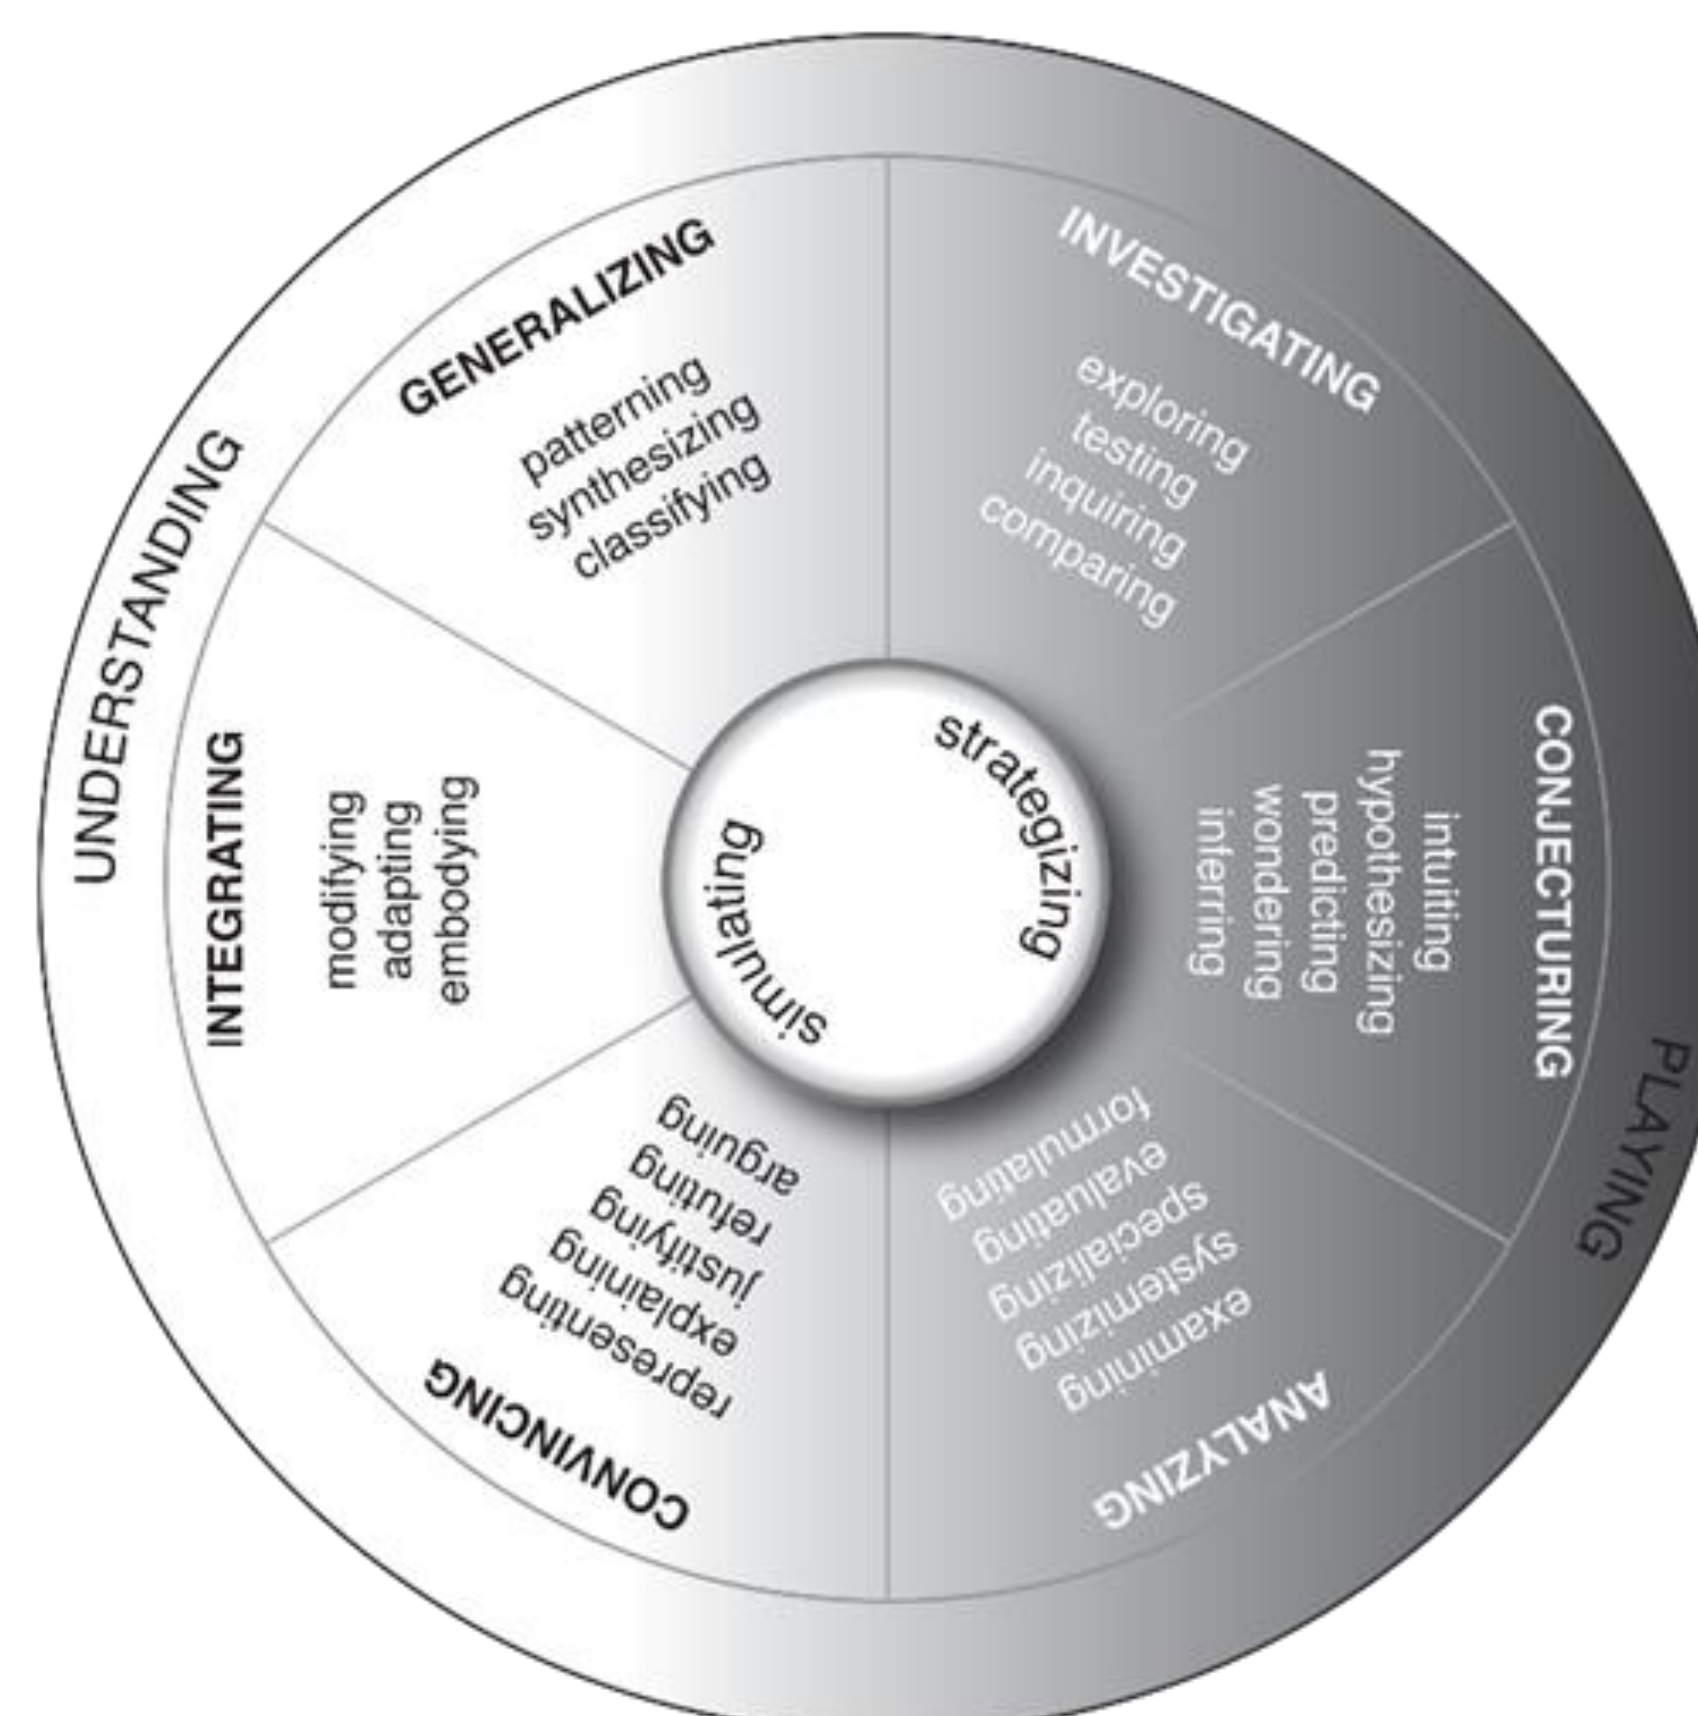 UNDERSTANDING
PLAYING
GENERALIZING
patterning
synthesizing
classifying
INVESTIGATING
exploring
testing
inquiring
comparing
CONJECTURING
intuiting
hypothesizing
predicting
wondering
inferring
ANALYZING
examining
systemizing
specializing
evaluating
formulating
CONVINCING
representing
explaining
justifying
refuting
arguing
INTEGRATING
modifying
adapting
embodying
strategizing
simulating